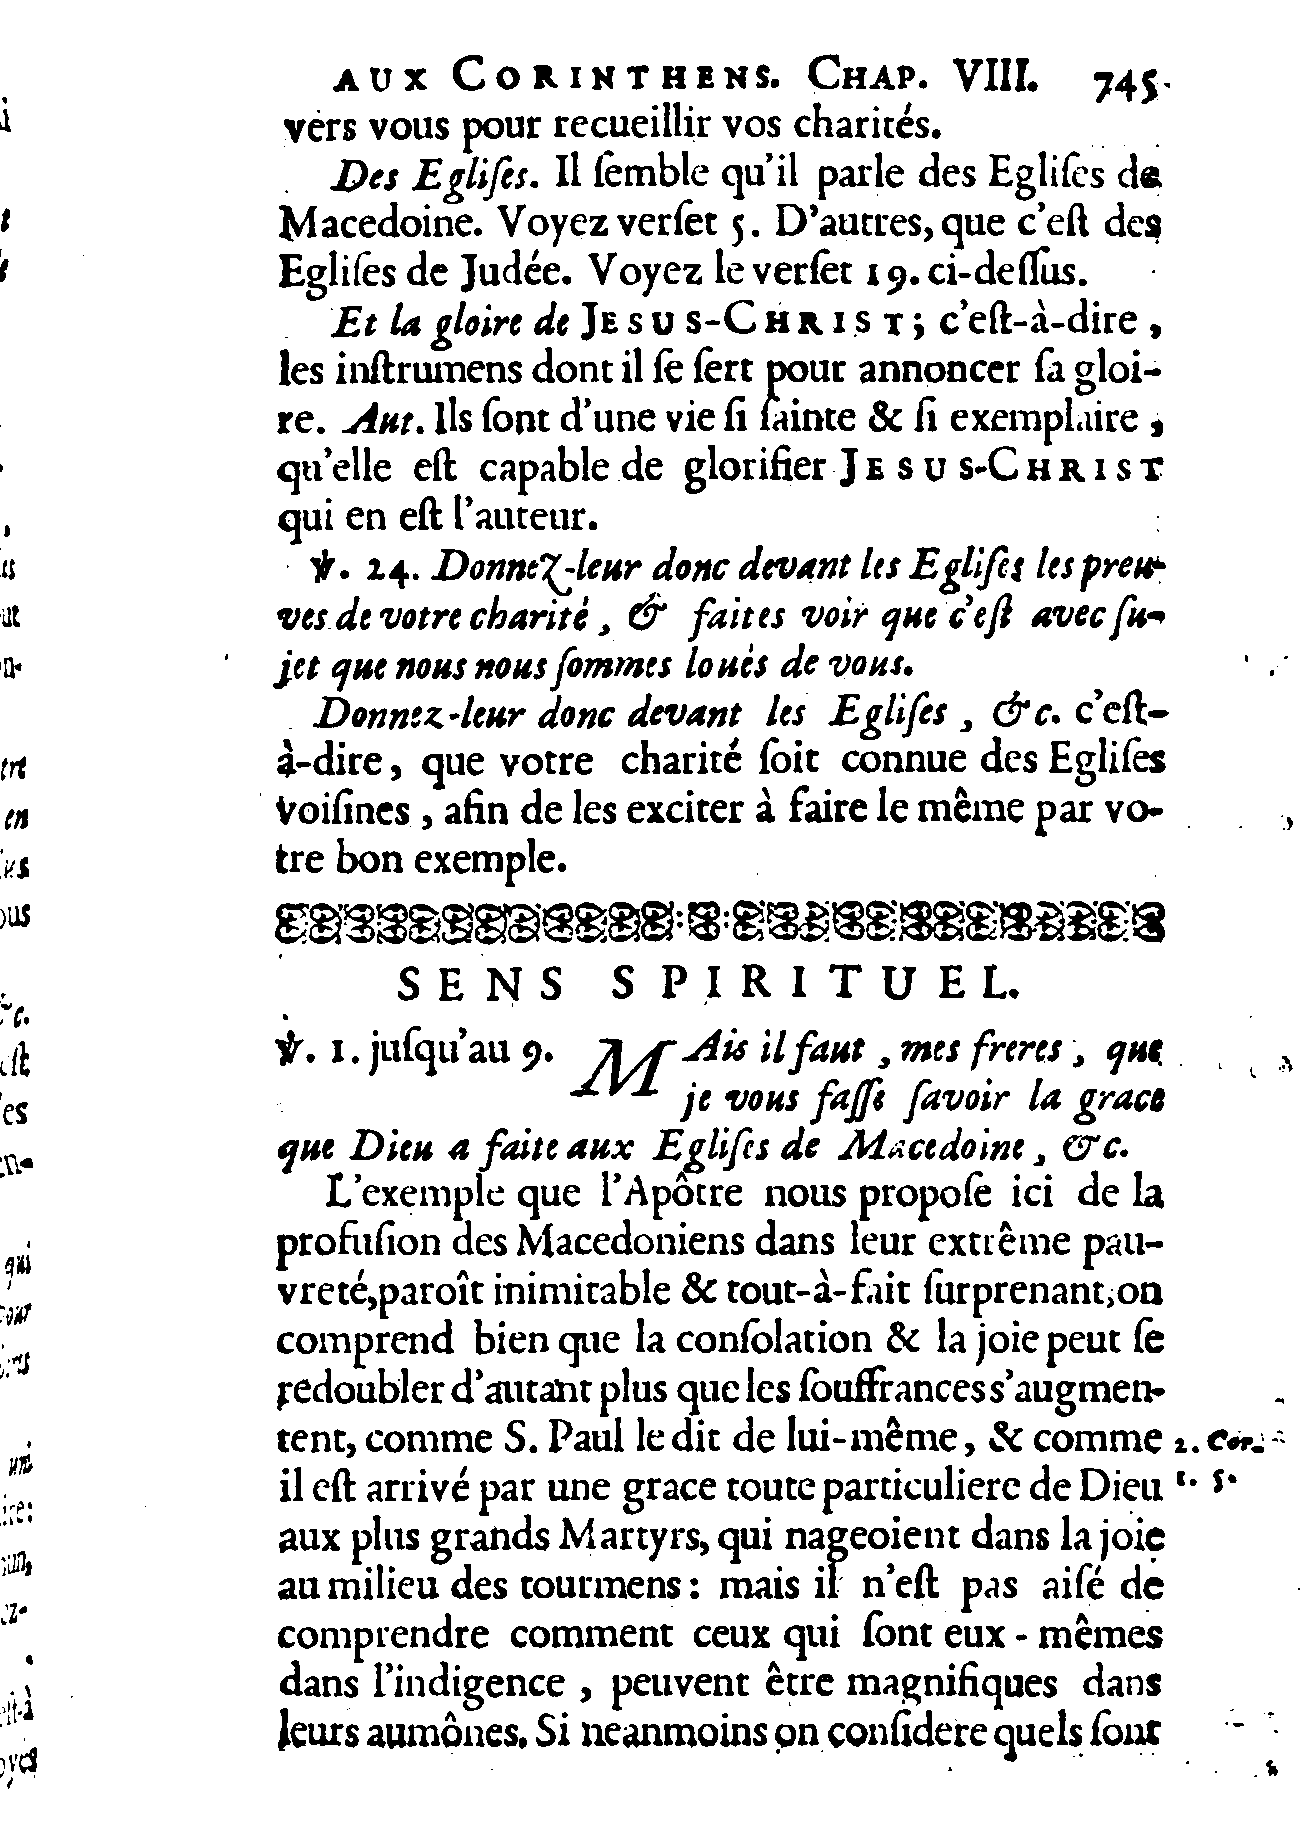 AUX CORINTHENS. CHAP. VIII. 745.
vers vous pour recueillir vos charités.
Des Egliſes. Il ſemble qu'il parle des Egliſes de
Macedoine. Voyez verſet 5. D'autres, que c'eſt des
Egliſes de Judée. Voyez le verſet 19. ci-deſſus.
Et la gloire de JESUS-CHRIST; c'eſt-à-dire,
les inſtrumens dont il ſe ſert pour annoncer ſa gloi-
re. Aut. Ils ſont d'une vie ſi ſainte & ſi exemplaire,
qu'elle eſt capable de glorifier JESUS-CHRIST
qui en eſt l'auteur.
℣. 24. Donnez-leur donc devant les Egliſes les preu-
ves de votre charité, & faites voir que c'eſt avec ſu-
jet que nous nous ſommes loués de vous.
Donnez-leur donc devant les Egliſes, &c. c'eſt-
à-dire, que votre charité ſoit connue des Egliſes
voiſines, afin de les exciter à faire le même par vo-
tre bon exemple.
SENS SPIRITUEL.
℣. 1. juſqu'au 9. MAis il faut, mes freres, que
je vous faſſe ſavoir la grace
que Dieu a faite aux Egliſes de Macedoine, &c.
L'exemple que l'Apôtre nous propoſe ici de la
profuſion des Macedoniens dans leur extrême pau-
vreté, paroît inimitable & tout-à-fait ſurprenant; on
comprend bien que la conſolation & la joie peut ſe
redoubler d'autant plus que les ſouffrances s'augmen-
tent, comme S. Paul le dit de lui-même, & comme
2. Cor.
il eſt arrivé par une grace toute particuliere de Dieu
1. 5.
aux plus grands Martyrs, qui nageoient dans la joie
au milieu des tourmens: mais il n'eſt pas aiſé de
comprendre comment ceux qui ſont eux-mêmes
dans l'indigence, peuvent être magnifiques dans
leurs aumônes. Si neanmoins on conſidere quels ſont